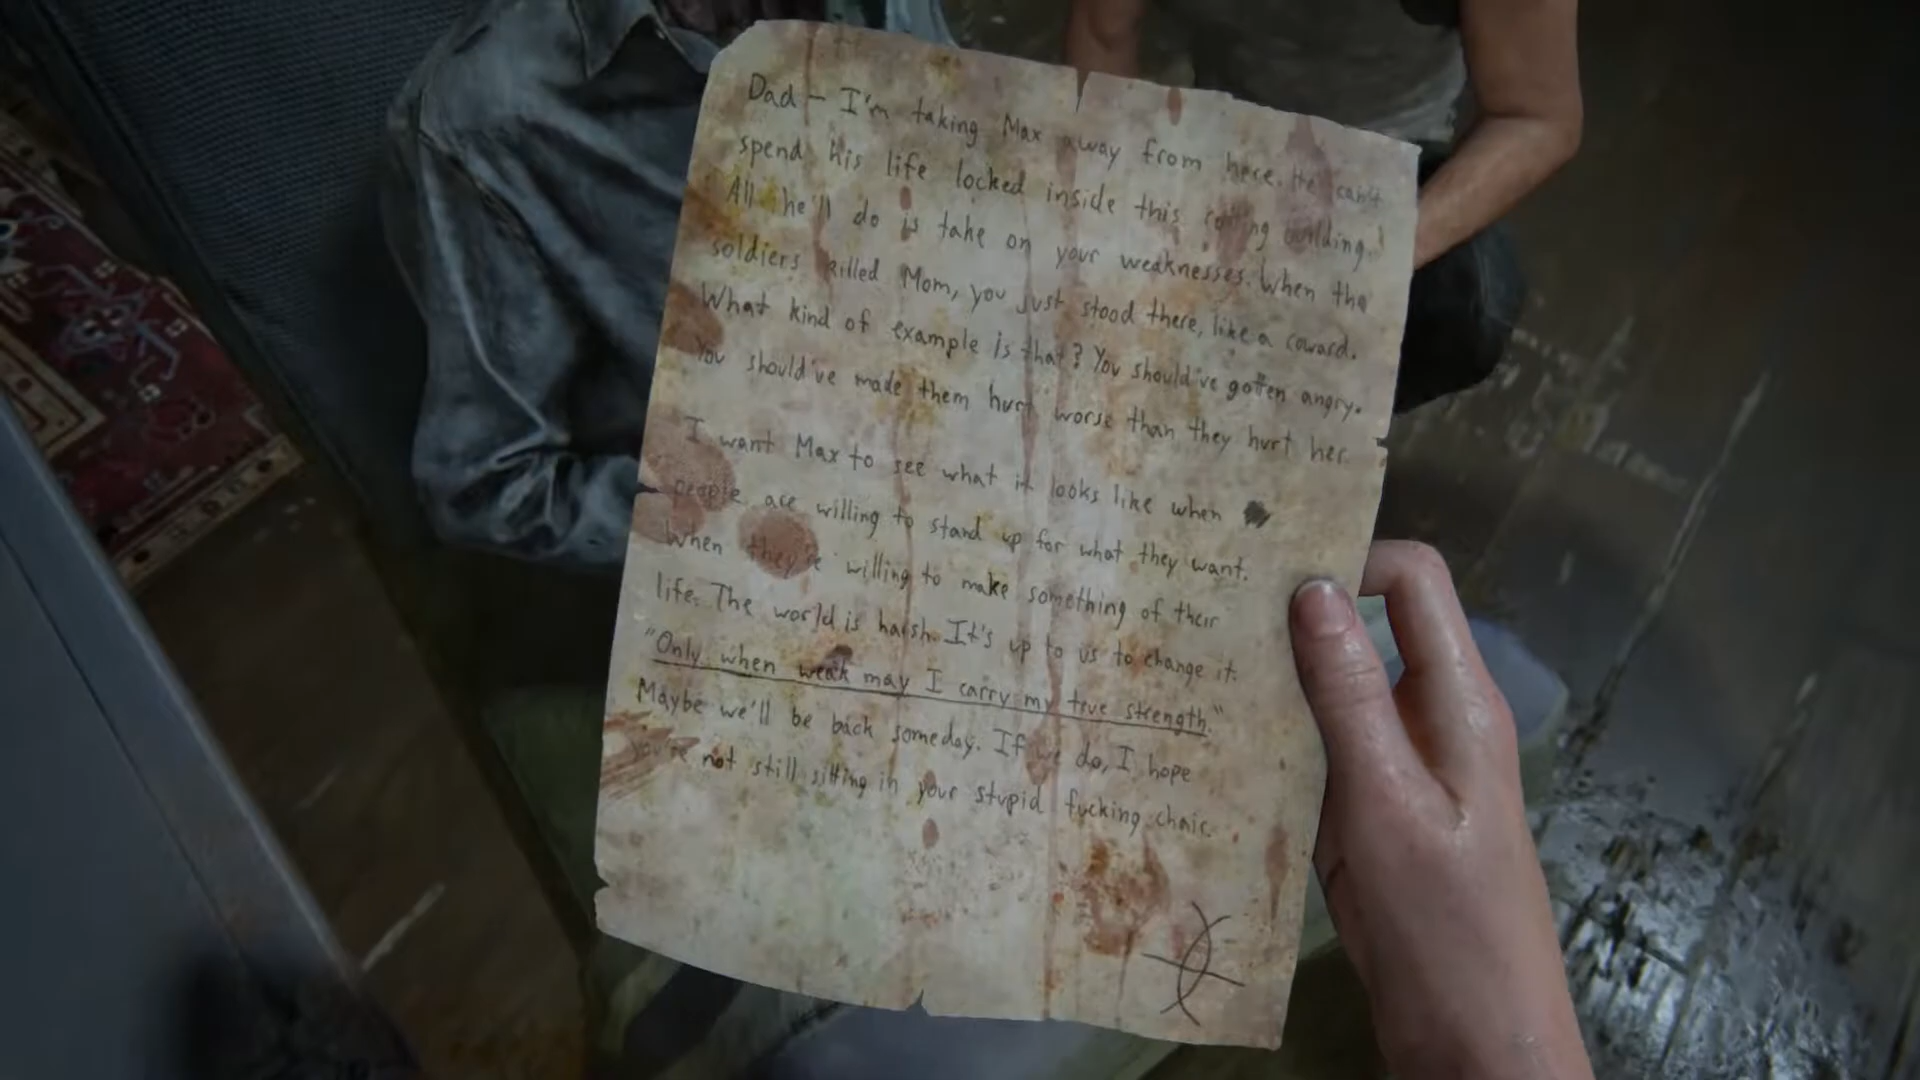 Dad - I'm taking Max away from here. He can't
spend his life locked inside this rotting building.
All he'll do is take on your weaknesses. When the
soldiers killed Mom, you just stood there, like a coward.
What kind of example is that? You should've gotten angry.
You should've made them hurt worse than they hurt her.
I want Max to see what it looks like when
people are willing to stand up for what they want.
When they're willing to make something of their
life. The world is harsh. It's up to us to change it.
"Only when weak may I carry my true strength."
Maybe we'll be back someday. If we do, I hope
you're not still sitting in your stupid fucking chair.